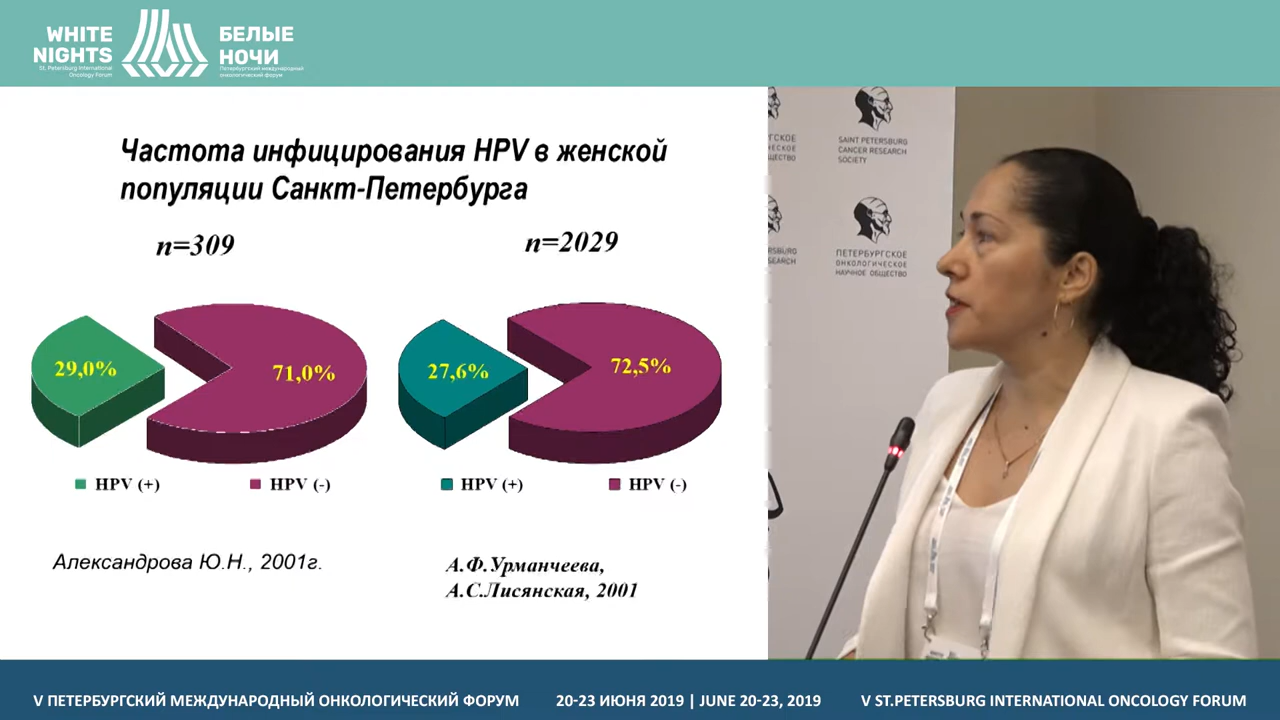 WHITE
NIGHTS
St. Petersburg International
Oncology Forum
БЕЛЫЕ
НОЧИ
Петербургский международный
онкологический форум
Частота инфицирования HPV в женской
популяции Санкт-Петербурга
n=309
n=2029
29,0%
71,0%
27,6%
72,5%
HPV (+)
HPV (-)
HPV (+)
HPV (-)
Александрова Ю.Н., 2001г.
А.Ф.Урманчеева,
А.С.Лисянская, 2001
SAINT PETERSBURG
CANCER RESEARCH
SOCIETY
ПЕТЕРБУРГСКОЕ
ОНКОЛОГИЧЕСКОЕ
НАУЧНОЕ ОБЩЕСТВО
V ПЕТЕРБУРГСКИЙ МЕЖДУНАРОДНЫЙ ОНКОЛОГИЧЕСКИЙ ФОРУМ
20-23 ИЮНЯ 2019 | JUNE 20-23, 2019
V ST.PETERSBURG INTERNATIONAL ONCOLOGY FORUM